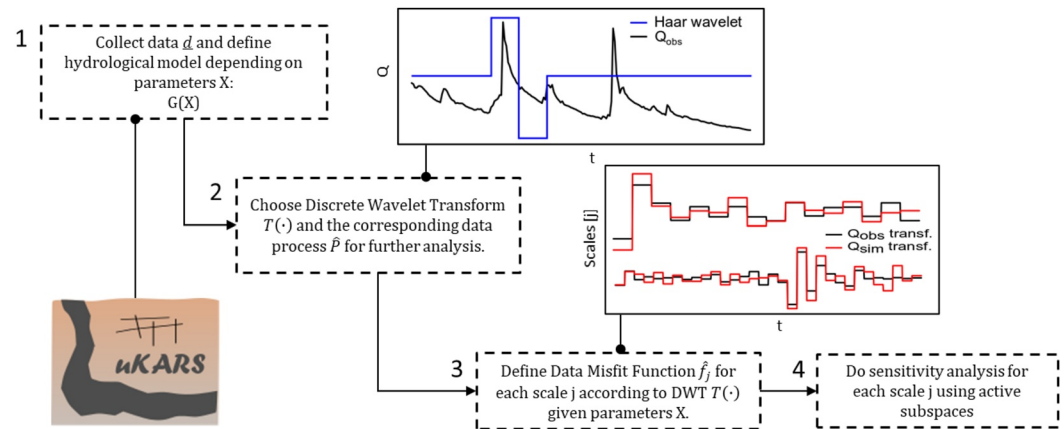 1
Collect data d and define
hydrological model depending on
parameters X:
G(X)
Haar wavelet
Qobs
Q
t
2
Choose Discrete Wavelet Transform
T(·) and the corresponding data
process P̂ for further analysis.
Scales [j]
Qobs transf.
Qsim transf.
t
uKARS
3
Define Data Misfit Function f̂j for
each scale j according to DWT T(·)
given parameters X.
4
Do sensitivity analysis for
each scale j using active
subspaces